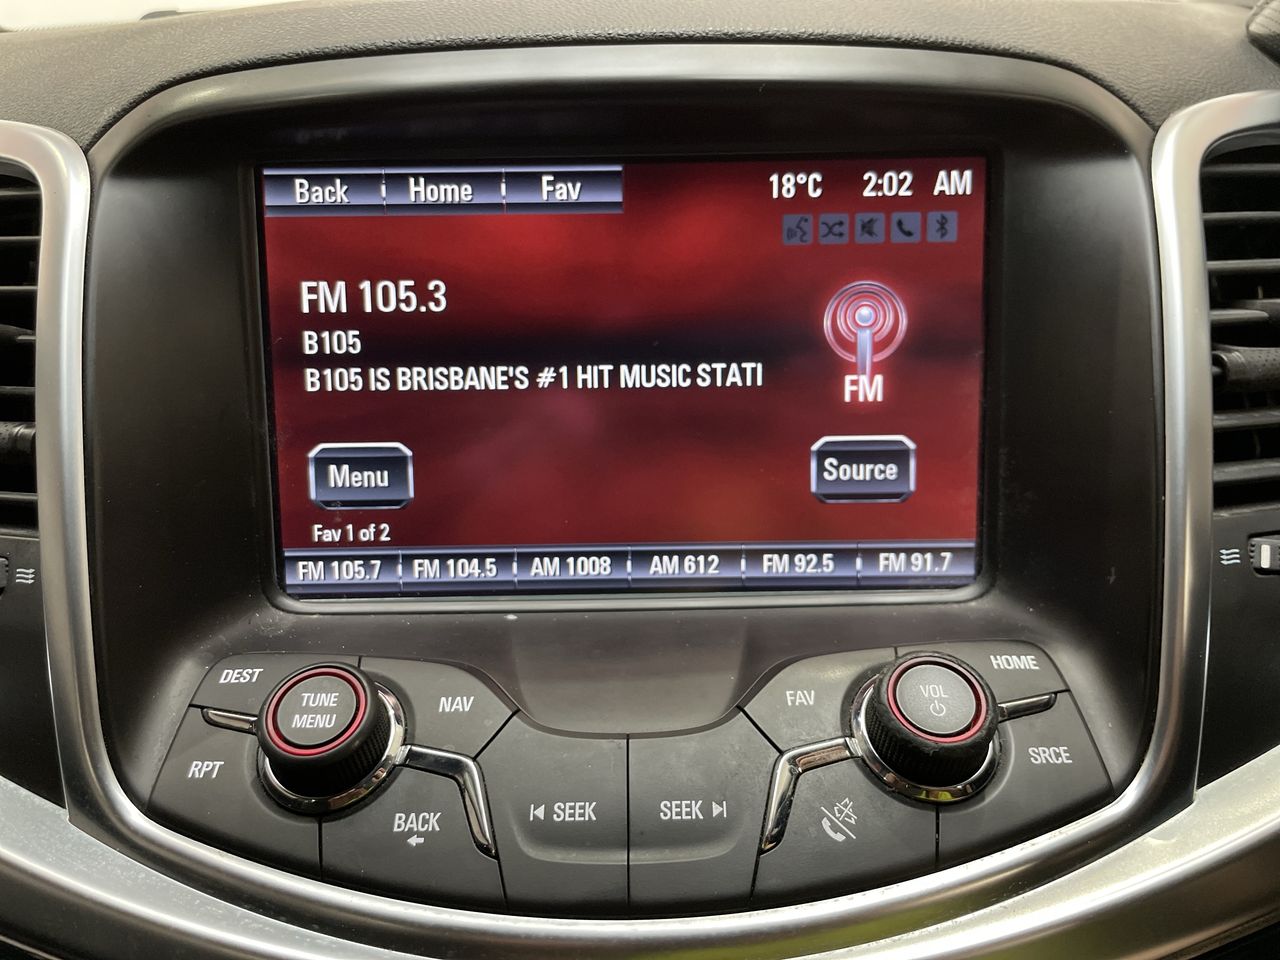 Back Home Fav 18°C 2:02 AM
FM 105.3
B105
B105 IS BRISBANE'S #1 HIT MUSIC STATI
FM
Menu Source
Fav 1 of 2
FM 105.7 FM 104.5 AM 1008 AM 612 FM 92.5 FM 91.7
DEST NAV FAV HOME
TUNE
MENU
VOL
RPT SRCE
BACK SEEK SEEK